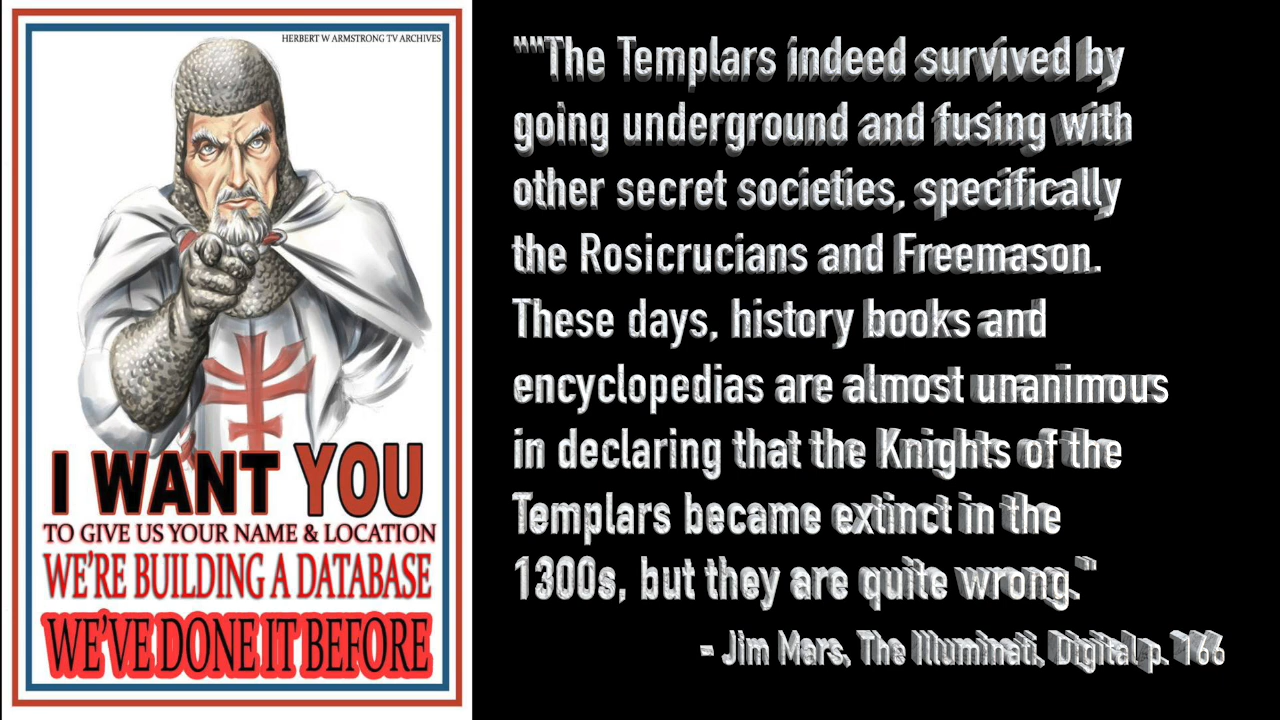 HERBERT W ARMSTRONG TV ARCHIVES
I WANT YOU
TO GIVE US YOUR NAME & LOCATION
WE'RE BUILDING A DATABASE
WE'VE DONE IT BEFORE
""The Templars indeed survived by
going underground and fusing with
other secret societies, specifically
the Rosicrucians and Freemason.
These days, history books and
encyclopedias are almost unanimous
in declaring that the Knights of the
Templars became extinct in the
1300s, but they are quite wrong."
- Jim Mars, The Illuminati, Digital p. 166